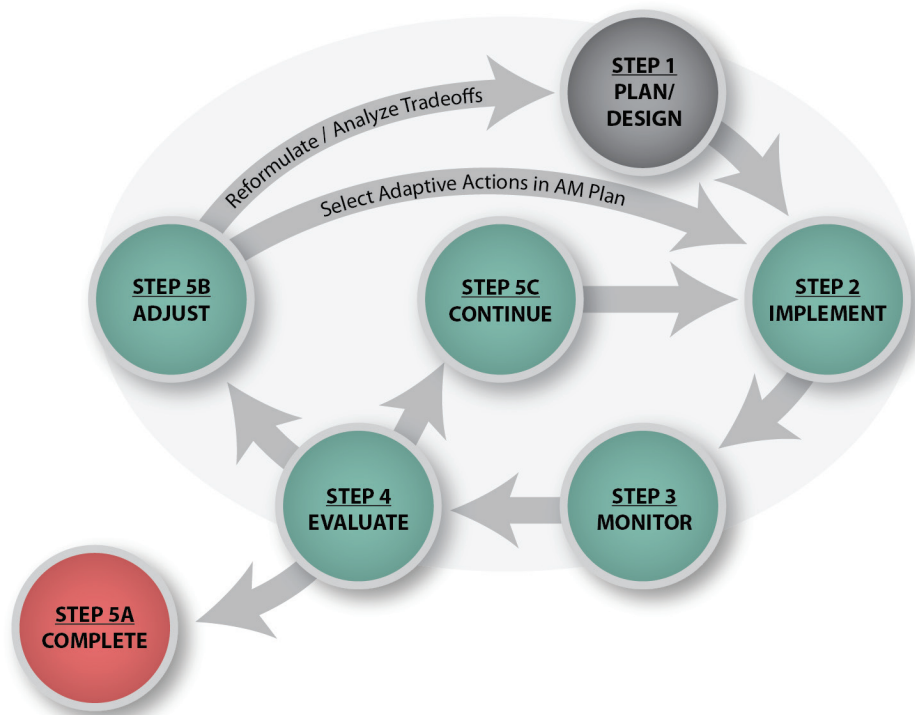 STEP 1
PLAN/
DESIGN
Reformulate / Analyze Tradeoffs
Select Adaptive Actions in AM Plan
STEP 5B
ADJUST
STEP 5C
CONTINUE
STEP 2
IMPLEMENT
STEP 4
EVALUATE
STEP 3
MONITOR
STEP 5A
COMPLETE